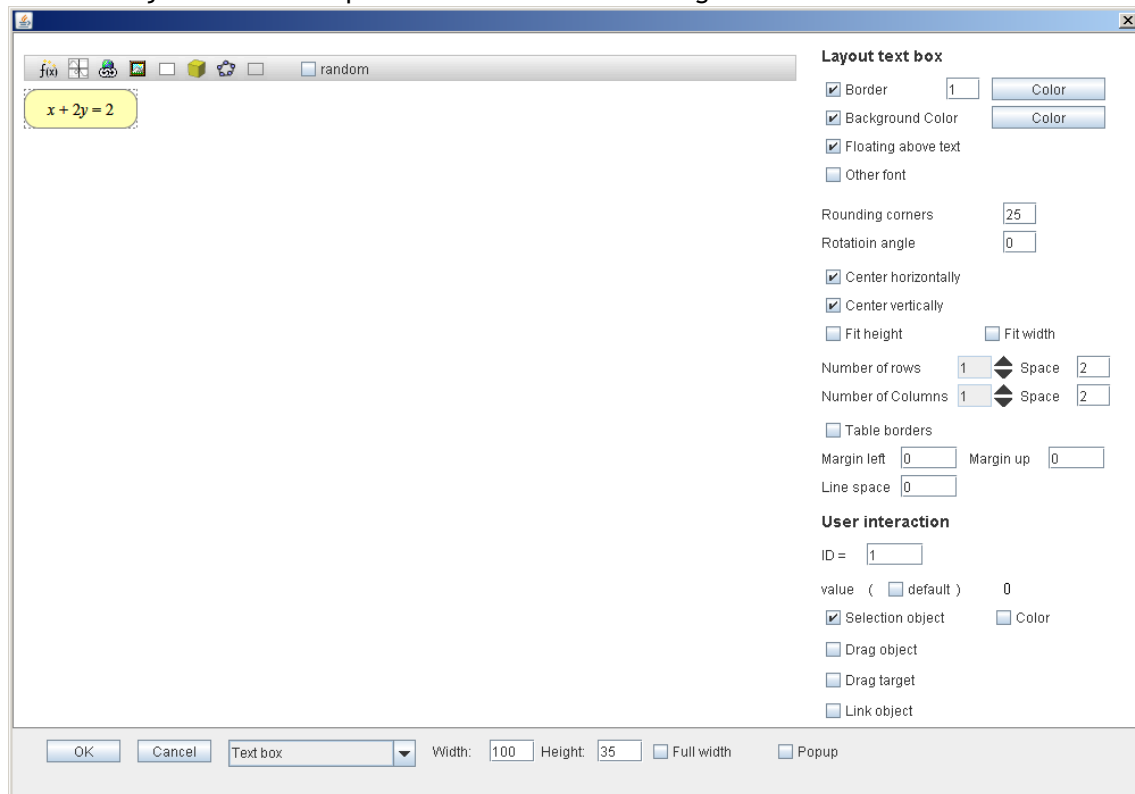 random
x + 2y = 2
Layout text box
Border 1 Color
Background Color Color
Floating above text
Other font
Rounding corners 25
Rotatioin angle 0
Center horizontally
Center vertically
Fit height Fit width
Number of rows 1 Space 2
Number of Columns 1 Space 2
Table borders
Margin left 0 Margin up 0
Line space 0
User interaction
ID = 1
value ( default ) 0
Selection object Color
Drag object
Drag target
Link object
OK Cancel Text box Width: 100 Height: 35 Full width Popup